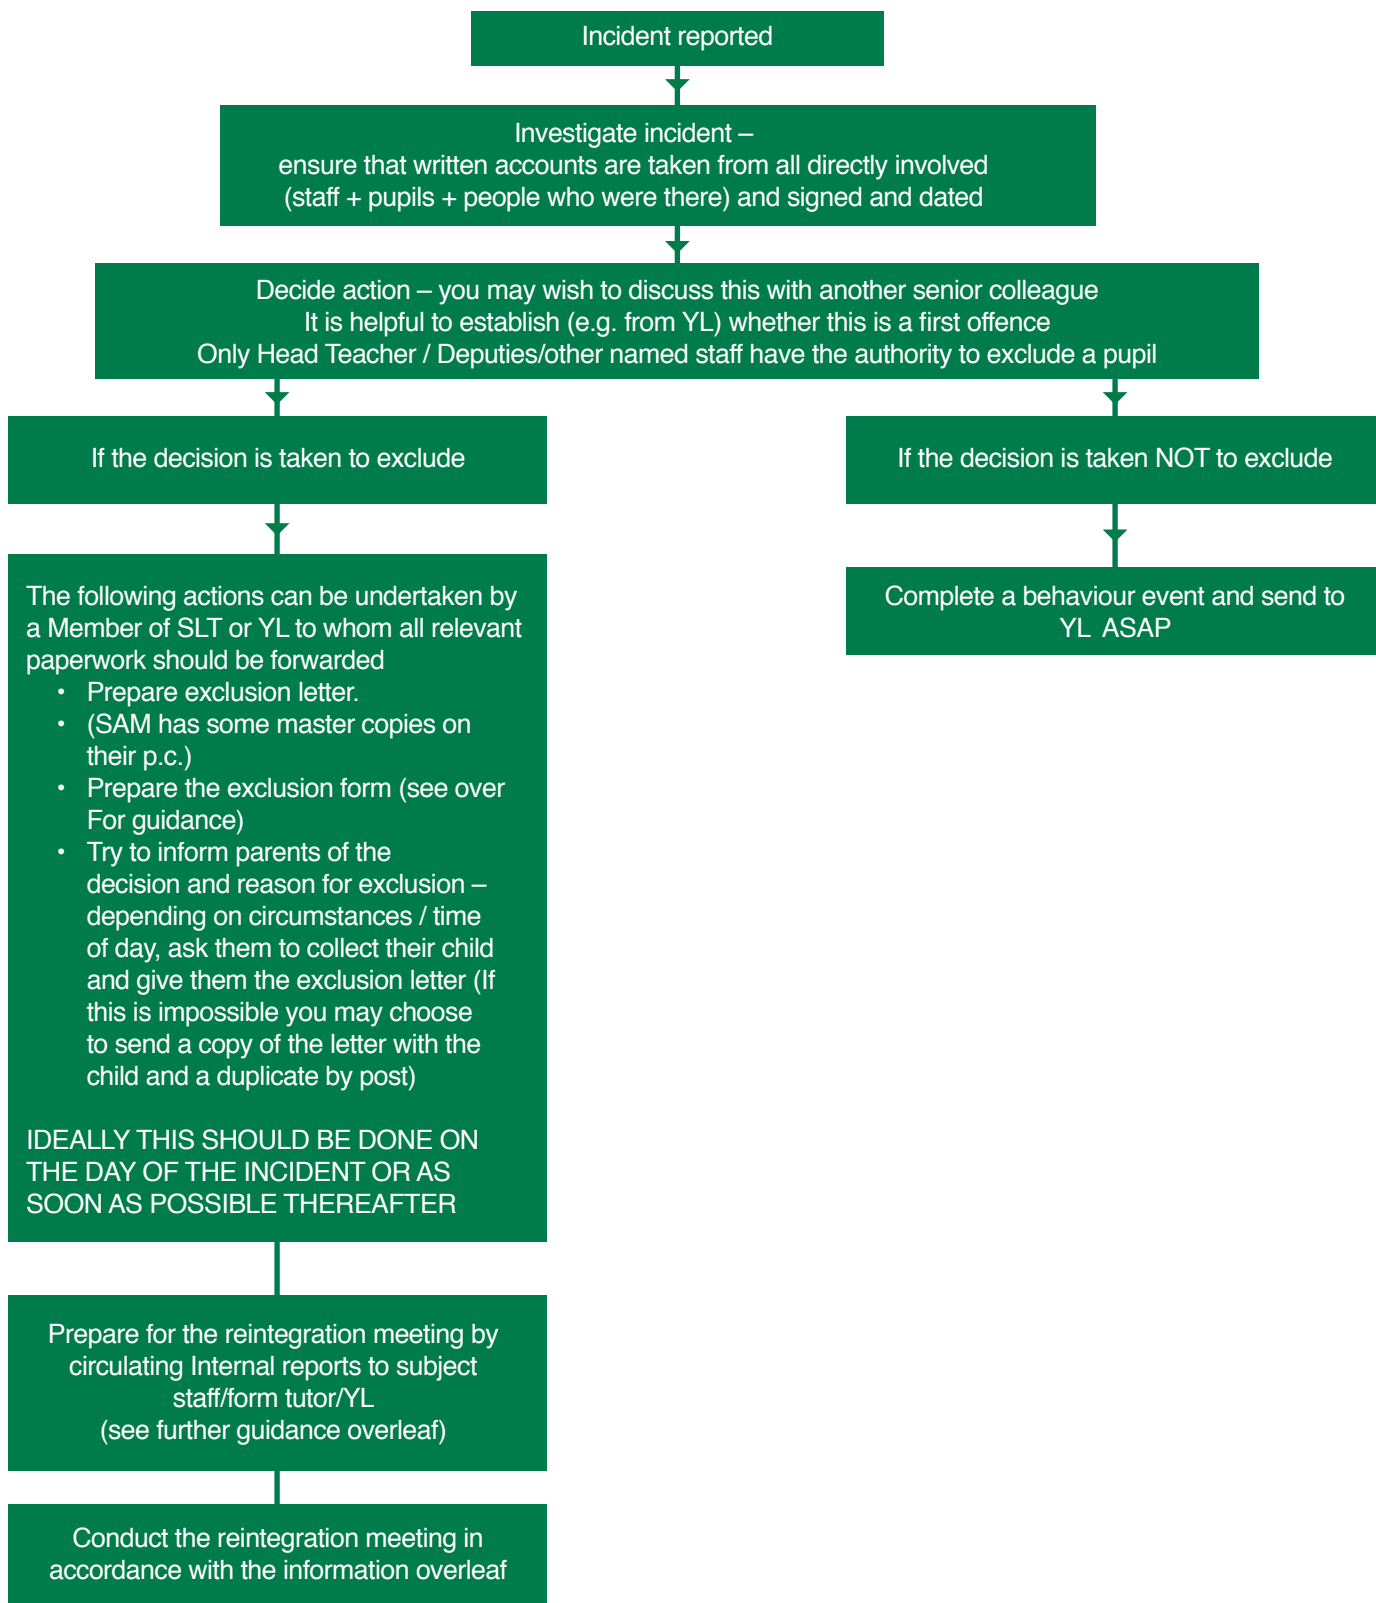 Incident reported
Investigate incident –
ensure that written accounts are taken from all directly involved
(staff + pupils + people who were there) and signed and dated
Decide action – you may wish to discuss this with another senior colleague
It is helpful to establish (e.g. from YL) whether this is a first offence
Only Head Teacher / Deputies/other named staff have the authority to exclude a pupil
If the decision is taken to exclude
The following actions can be undertaken by
a Member of SLT or YL to whom all relevant
paperwork should be forwarded
• Prepare exclusion letter.
• (SAM has some master copies on
their p.c.)
• Prepare the exclusion form (see over
For guidance)
• Try to inform parents of the
decision and reason for exclusion –
depending on circumstances / time
of day, ask them to collect their child
and give them the exclusion letter (If
this is impossible you may choose
to send a copy of the letter with the
child and a duplicate by post)
IDEALLY THIS SHOULD BE DONE ON
THE DAY OF THE INCIDENT OR AS
SOON AS POSSIBLE THEREAFTER
Prepare for the reintegration meeting by
circulating Internal reports to subject
staff/form tutor/YL
(see further guidance overleaf)
Conduct the reintegration meeting in
accordance with the information overleaf
If the decision is taken NOT to exclude
Complete a behaviour event and send to
YL ASAP